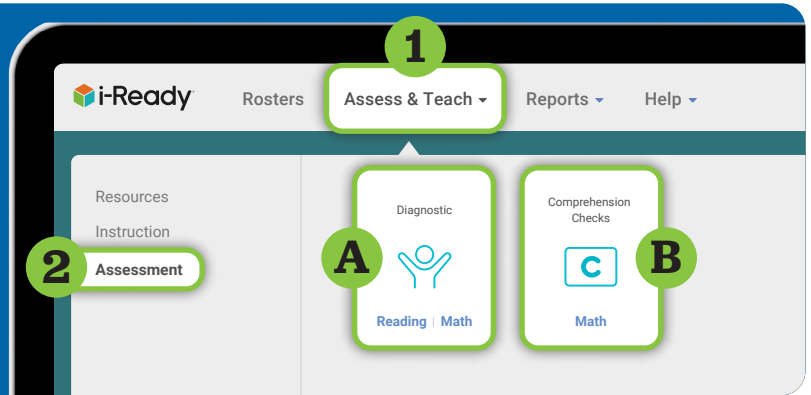 1
i-Ready Rosters Assess & Teach Reports Help
Resources
Instruction
2 Assessment
A
Diagnostic
Reading | Math
Comprehension
Checks
C
B
Math